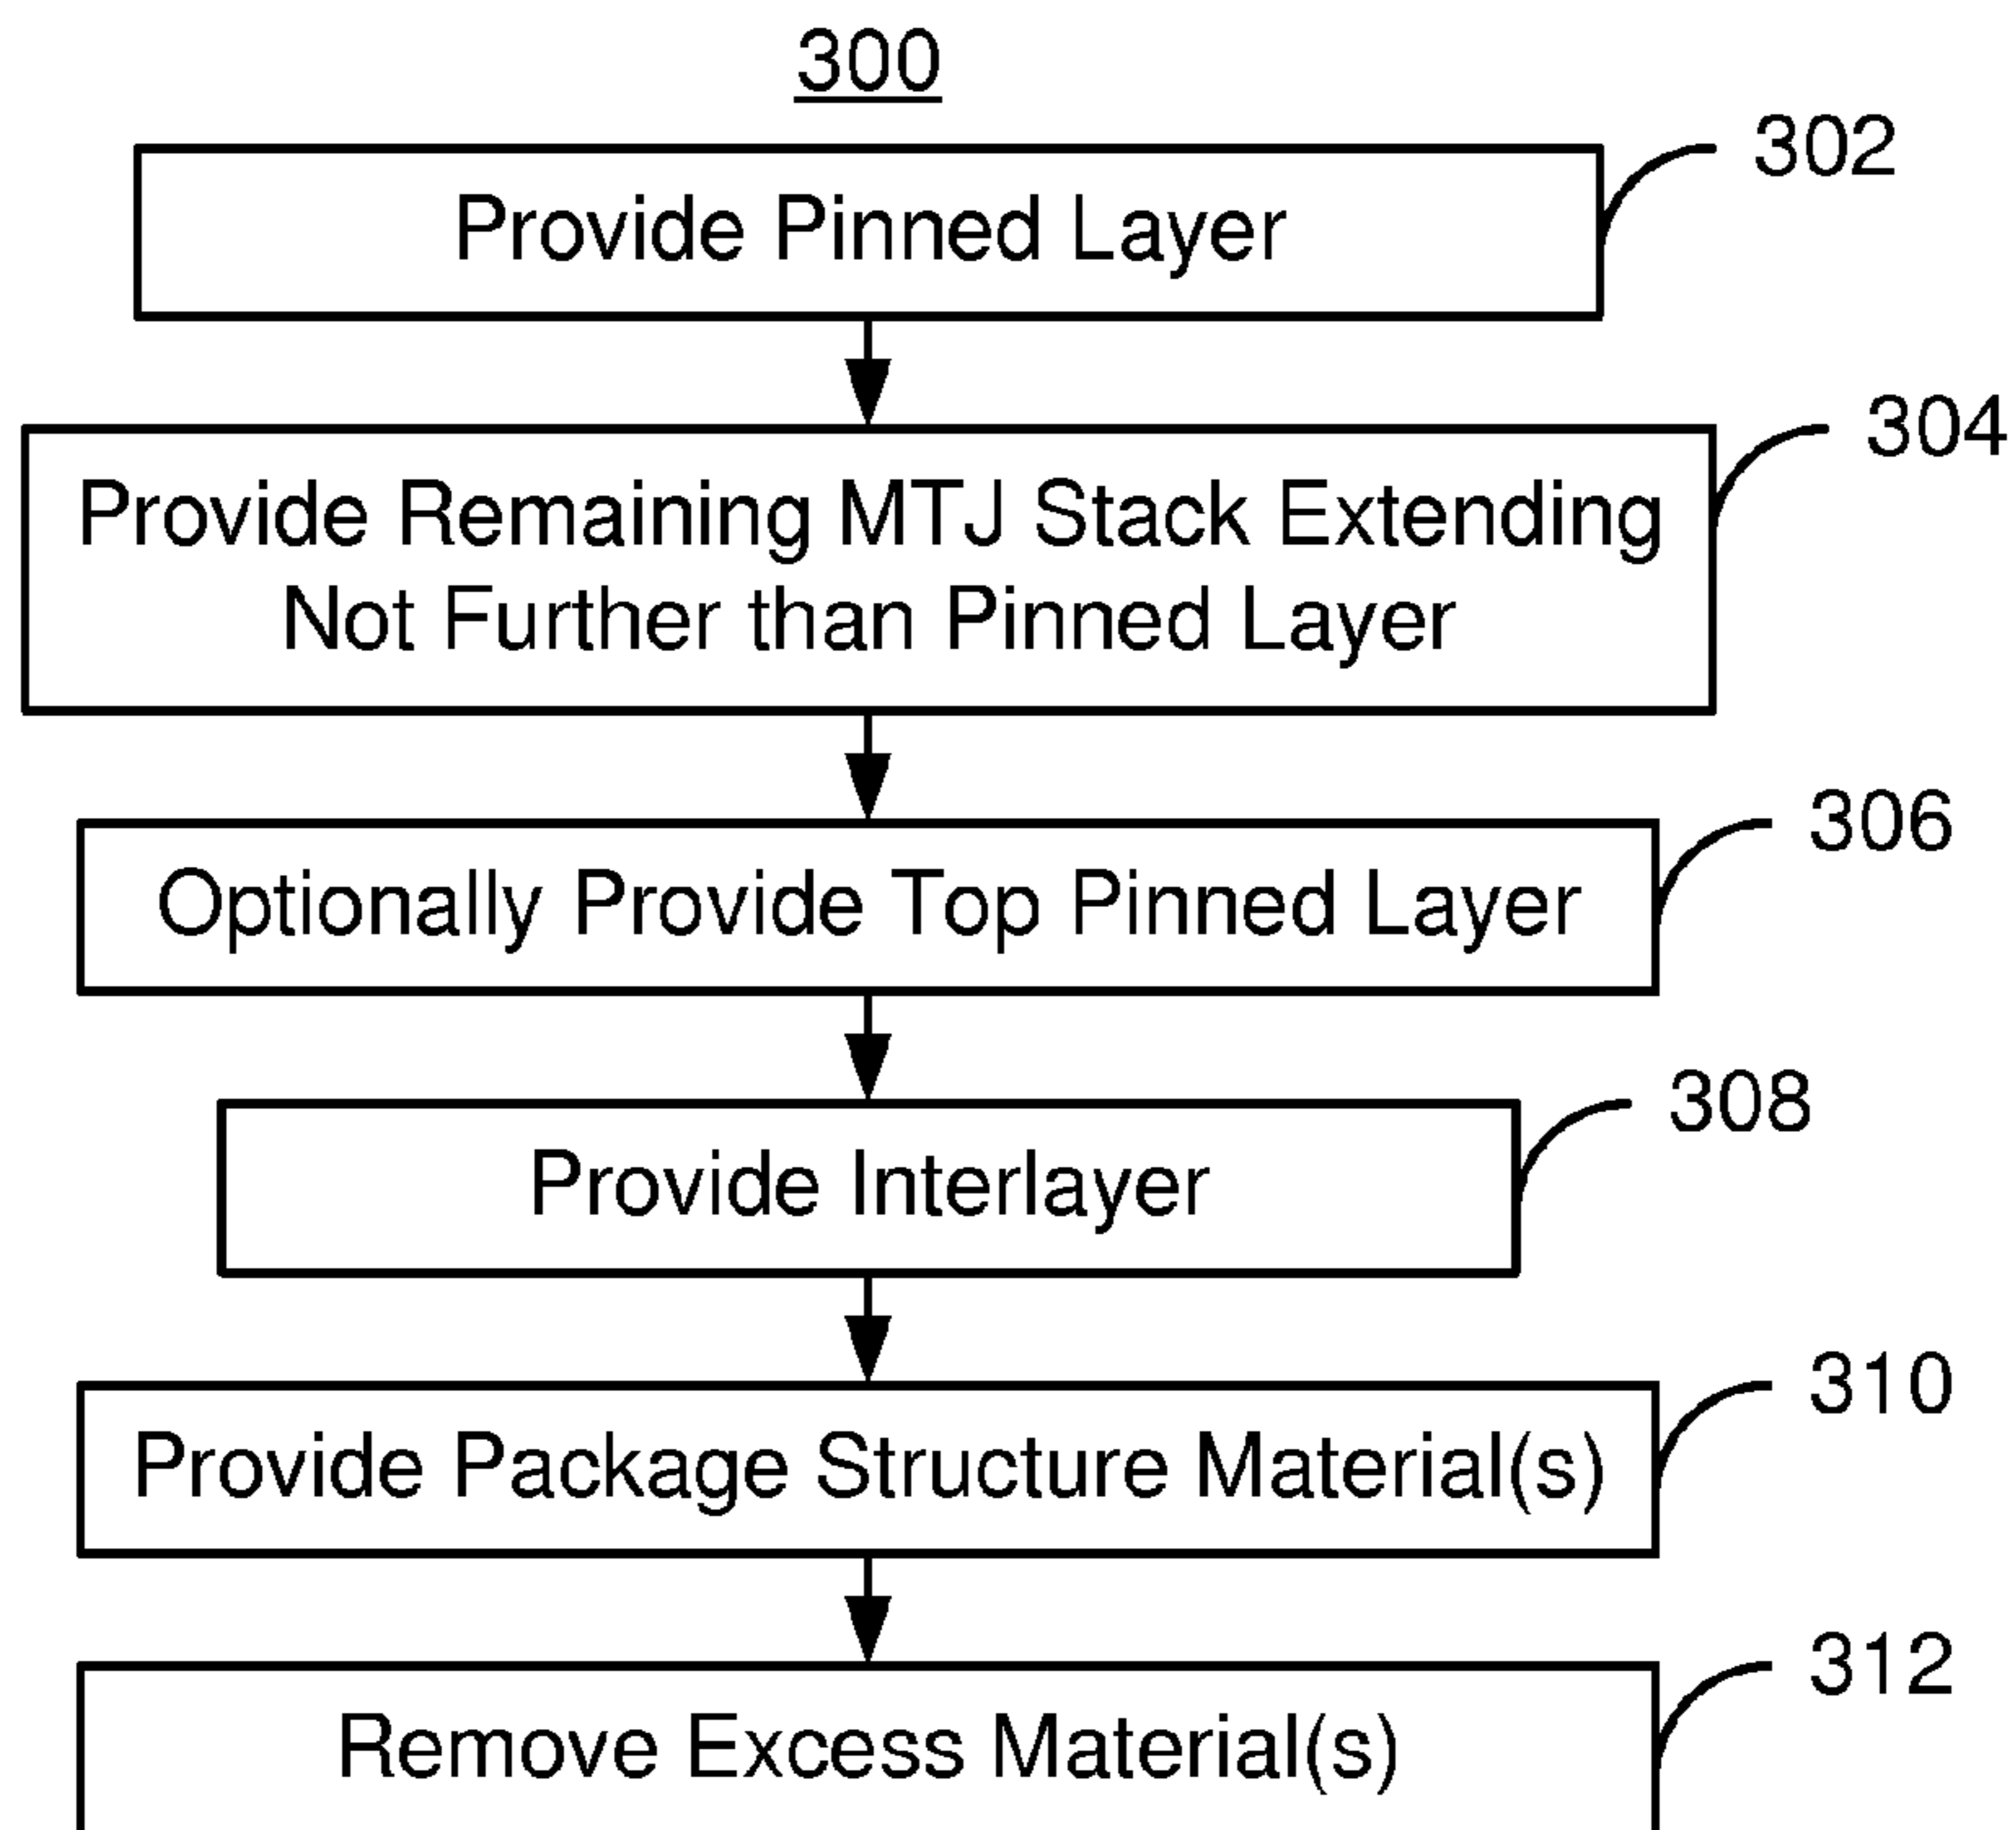 300
302
Provide Pinned Layer
304
Provide Remaining MTJ Stack Extending
Not Further than Pinned Layer
306
Optionally Provide Top Pinned Layer
308
Provide Interlayer
310
Provide Package Structure Material(s)
312
Remove Excess Material(s)